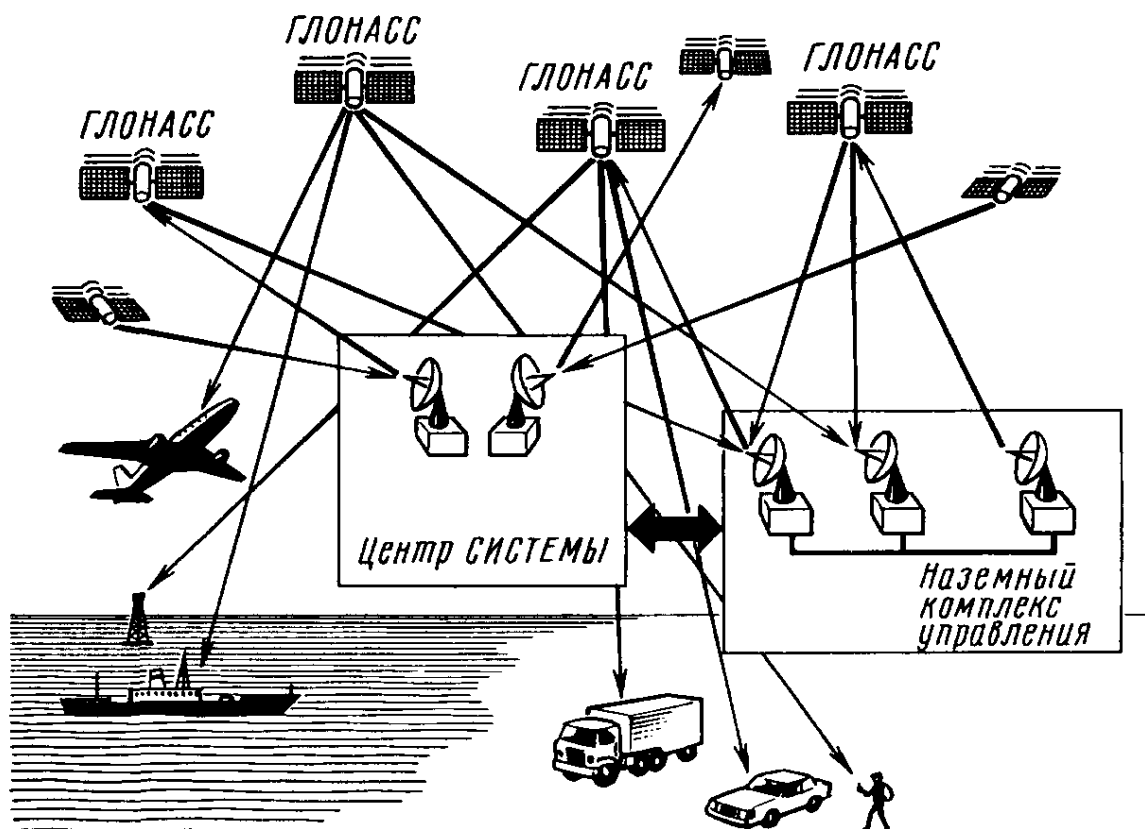 ГЛОНАСС
ГЛОНАСС
ГЛОНАСС
ГЛОНАСС
Центр СИСТЕМЫ
Наземный
комплекс
управления